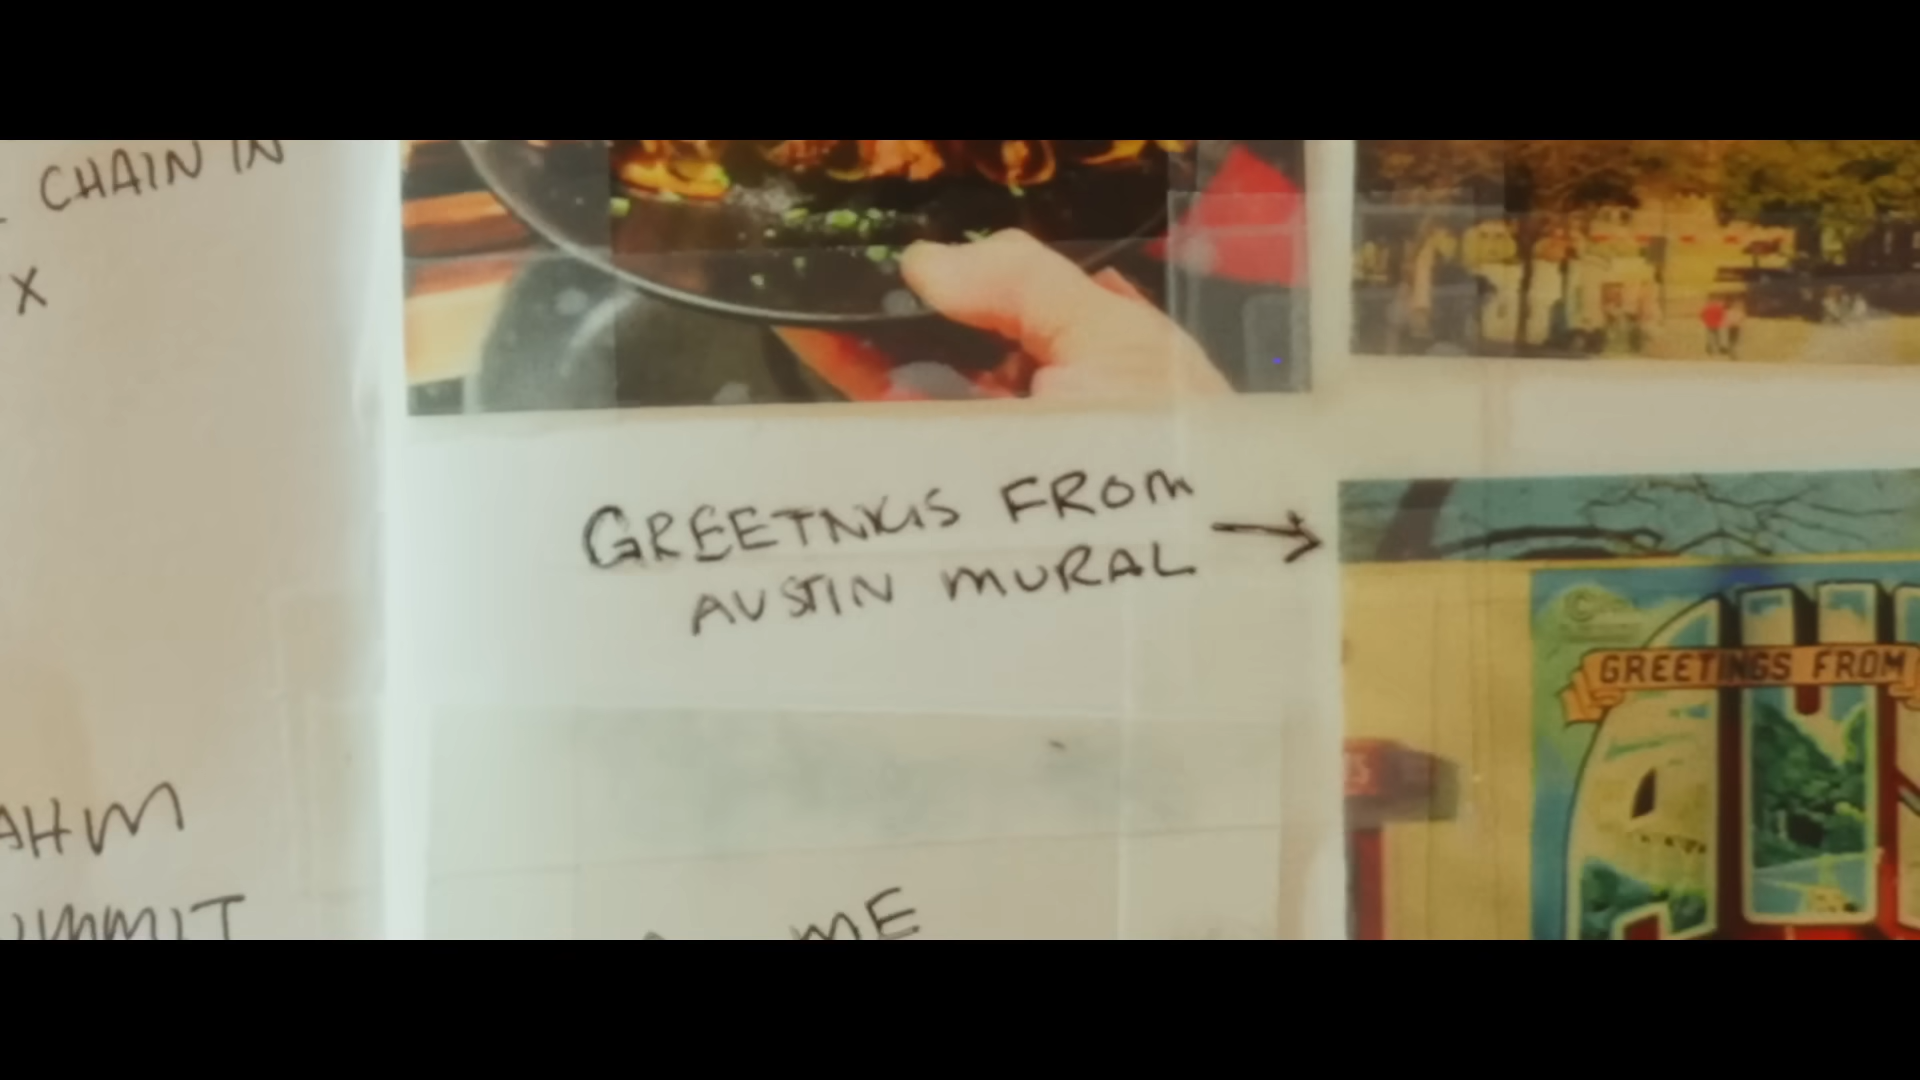 CHAIN IN
X
GREETNGS FROM
AUSTIN MURAL
GREETINGS FROM
AHM
UMMIT
ME